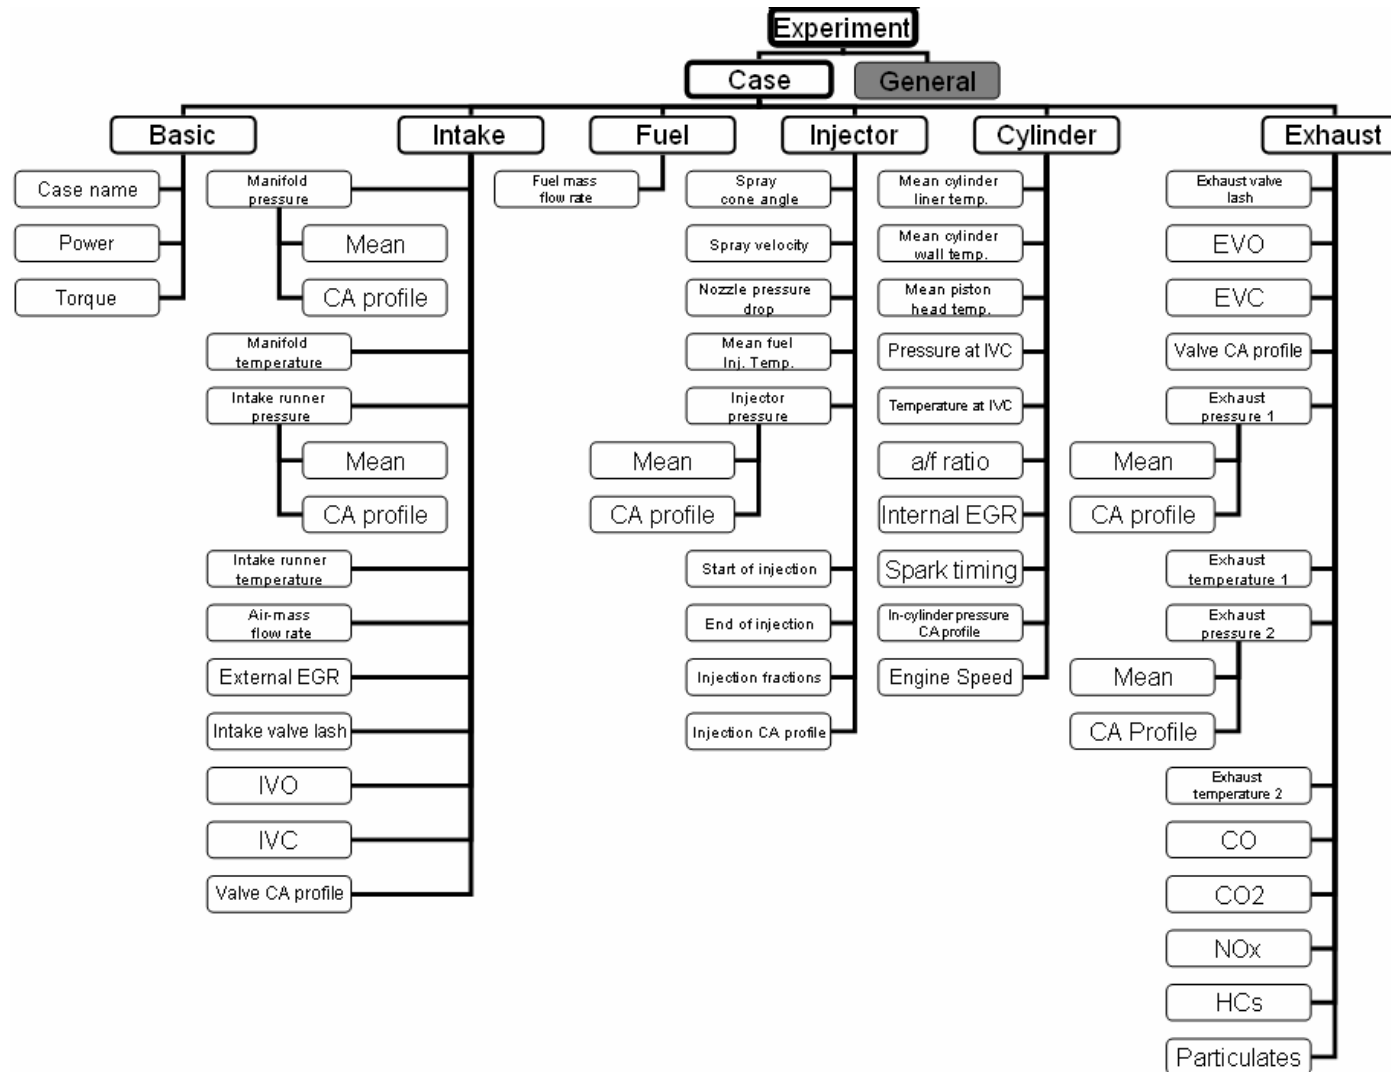 Experiment
Case
General
Basic
Intake
Fuel
Injector
Cylinder
Exhaust
Case name
Power
Torque
Manifold
pressure
Mean
CA profile
Manifold
temperature
Intake runner
pressure
Mean
CA profile
Intake runner
temperature
Air-mass
flow rate
External EGR
Intake valve lash
IVO
IVC
Valve CA profile
Fuel mass
flow rate
Spray
cone angle
Spray velocity
Nozzle pressure
drop
Mean fuel
Inj. Temp.
Injector
pressure
Mean
CA profile
Start of injection
End of injection
Injection fractions
Injection CA profile
Mean cylinder
liner temp.
Mean cylinder
wall temp.
Mean piston
head temp.
Pressure at IVC
Temperature at IVC
a/f ratio
Internal EGR
Spark timing
In-cylinder pressure
CA profile
Engine Speed
Exhaust valve
lash
EVO
EVC
Valve CA profile
Exhaust
pressure 1
Mean
CA profile
Exhaust
temperature 1
Exhaust
pressure 2
Mean
CA Profile
Exhaust
temperature 2
CO
CO2
NOx
HCs
Particulates